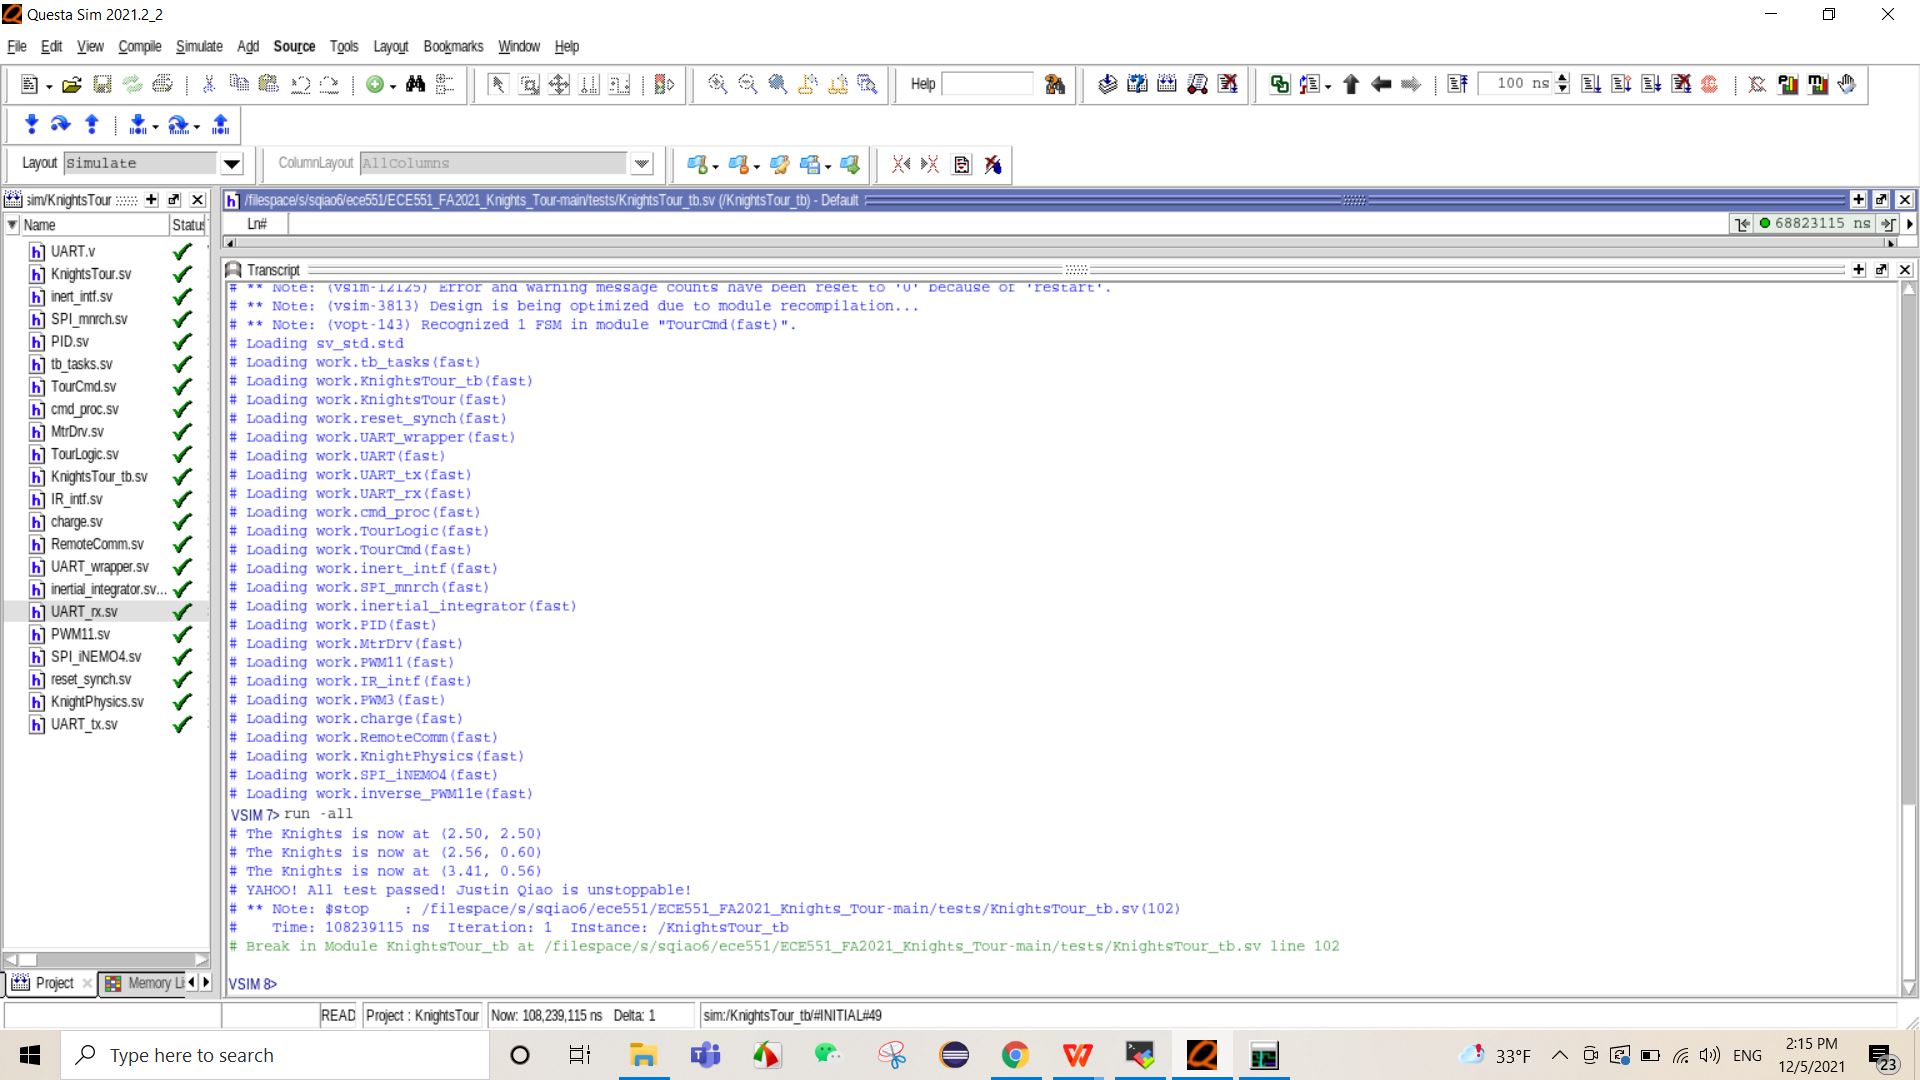 Questa Sim 2021.2_2
File Edit View Compile Simulate Add Source Tools Layout Bookmarks Window Help
Help
100 ns
Layout Simulate
ColumnLayout AllColumns
sim/KnightsTour
/filespace/s/sqiao6/ece551/ECE551_FA2021_Knights_Tour-main/tests/KnightsTour_tb.sv (/KnightsTour_tb) - Default
Name Status
Ln#
68823115 ns
UART.v
KnightsTour.sv
inert_intf.sv
SPI_mnrch.sv
PID.sv
tb_tasks.sv
TourCmd.sv
cmd_proc.sv
MtrDrv.sv
TourLogic.sv
KnightsTour_tb.sv
IR_intf.sv
charge.sv
RemoteComm.sv
UART_wrapper.sv
inertial_integrator.sv...
UART_rx.sv
PWM11.sv
SPI_iNEMO4.sv
reset_synch.sv
KnightPhysics.sv
UART_tx.sv
Transcript
# ** Note: (vsim-12125) Error and warning message counts have been reset to '0' because of 'restart'.
# ** Note: (vsim-3813) Design is being optimized due to module recompilation...
# ** Note: (vopt-143) Recognized 1 FSM in module "TourCmd(fast)".
# Loading sv_std.std
# Loading work.tb_tasks(fast)
# Loading work.KnightsTour_tb(fast)
# Loading work.KnightsTour(fast)
# Loading work.reset_synch(fast)
# Loading work.UART_wrapper(fast)
# Loading work.UART(fast)
# Loading work.UART_tx(fast)
# Loading work.UART_rx(fast)
# Loading work.cmd_proc(fast)
# Loading work.TourLogic(fast)
# Loading work.TourCmd(fast)
# Loading work.inert_intf(fast)
# Loading work.SPI_mnrch(fast)
# Loading work.inertial_integrator(fast)
# Loading work.PID(fast)
# Loading work.MtrDrv(fast)
# Loading work.PWM11(fast)
# Loading work.IR_intf(fast)
# Loading work.PWM3(fast)
# Loading work.charge(fast)
# Loading work.RemoteComm(fast)
# Loading work.KnightPhysics(fast)
# Loading work.SPI_iNEMO4(fast)
# Loading work.inverse_PWM11e(fast)
VSIM 7> run -all
# The Knights is now at (2.50, 2.50)
# The Knights is now at (2.56, 0.60)
# The Knights is now at (3.41, 0.56)
# YAHOO! All test passed! Justin Qiao is unstoppable!
# ** Note: $stop    : /filespace/s/sqiao6/ece551/ECE551_FA2021_Knights_Tour-main/tests/KnightsTour_tb.sv(102)
#    Time: 108239115 ns  Iteration: 1  Instance: /KnightsTour_tb
# Break in Module KnightsTour_tb at /filespace/s/sqiao6/ece551/ECE551_FA2021_Knights_Tour-main/tests/KnightsTour_tb.sv line 102
VSIM 8>
Project Memory Li
READ Project : KnightsTour Now: 108,239,115 ns Delta: 1 sim:/KnightsTour_tb/#INITIAL#49
Type here to search
33°F
ENG
2:15 PM
12/5/2021
23